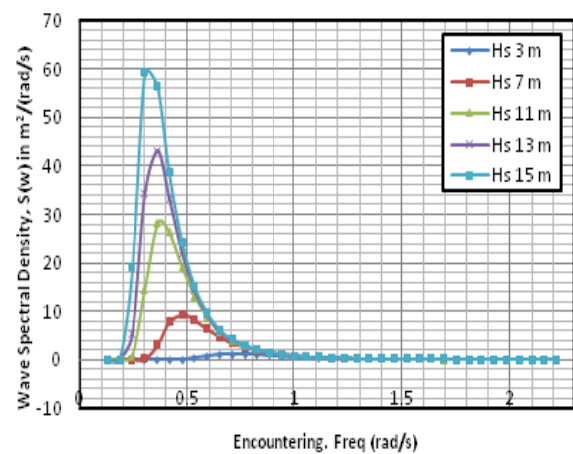 Wave Spectral Density, S(w) in m²/(rad/s)
70
60
50
40
30
20
10
0
-10
0
0.5
1
1.5
2
Encountering. Freq (rad/s)
Hs 3 m
Hs 7 m
Hs 11 m
Hs 13 m
Hs 15 m